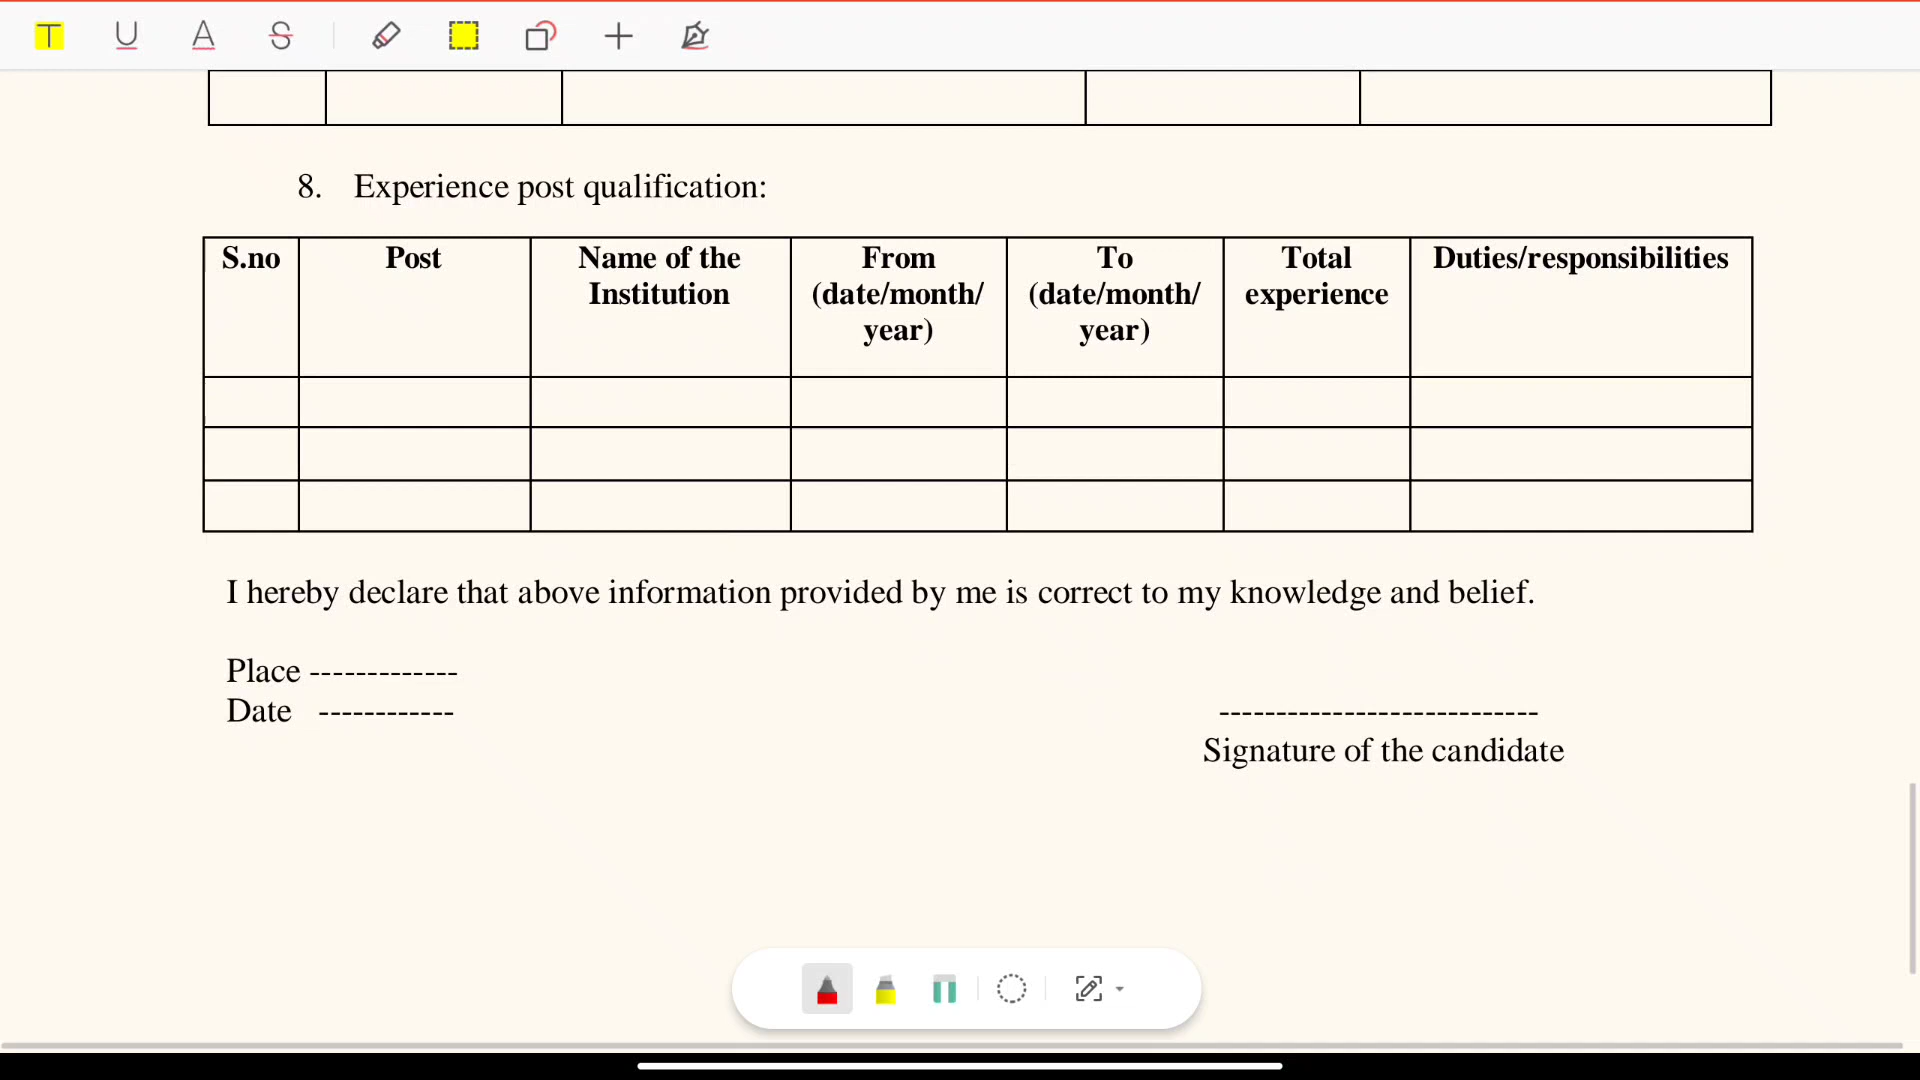 8. Experience post qualification:
S.no Post Name of the Institution From (date/month/year) To (date/month/year) Total experience Duties/responsibilities
I hereby declare that above information provided by me is correct to my knowledge and belief.
Place -------------
Date ------------
----------------------------
Signature of the candidate